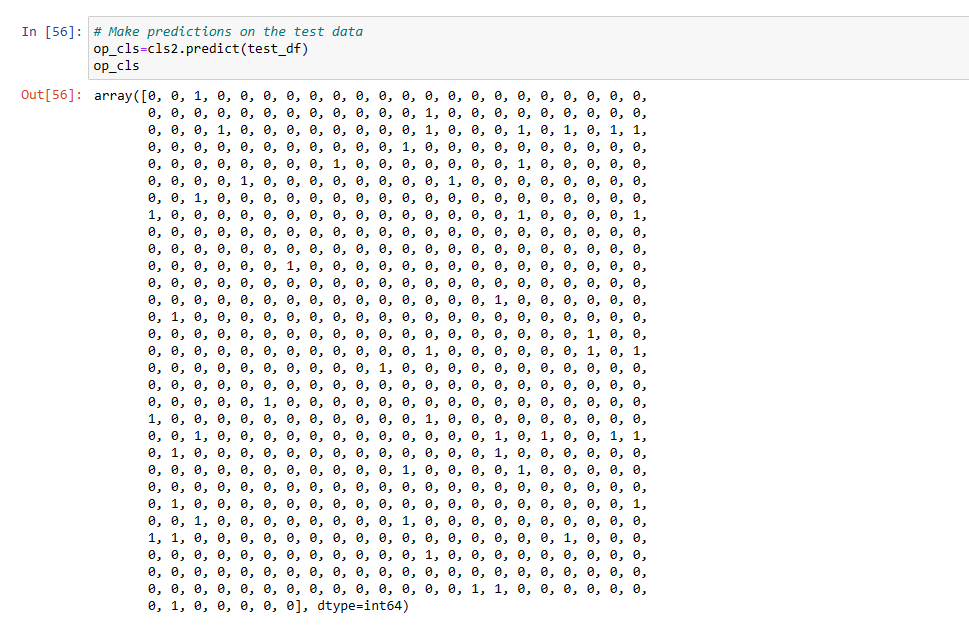 In [56]: # Make predictions on the test data
op_cls=cls2.predict(test_df)
op_cls
Out[56]: array([0, 0, 1, 0, 0, 0, 0, 0, 0, 0, 0, 0, 0, 0, 0, 0, 0, 0, 0, 0, 0, 0,
0, 0, 0, 0, 0, 0, 0, 0, 0, 0, 0, 0, 1, 0, 0, 0, 0, 0, 0, 0, 0, 0,
0, 0, 0, 1, 0, 0, 0, 0, 0, 0, 0, 0, 1, 0, 0, 0, 1, 0, 1, 0, 1, 1,
0, 0, 0, 0, 0, 0, 0, 0, 0, 0, 0, 1, 0, 0, 0, 0, 0, 0, 0, 0, 0, 0,
0, 0, 0, 0, 0, 0, 0, 0, 1, 0, 0, 0, 0, 0, 0, 0, 1, 0, 0, 0, 0, 0,
0, 0, 0, 0, 1, 0, 0, 0, 0, 0, 0, 0, 0, 1, 0, 0, 0, 0, 0, 0, 0, 0,
0, 0, 1, 0, 0, 0, 0, 0, 0, 0, 0, 0, 0, 0, 0, 0, 0, 0, 0, 0, 0, 0,
1, 0, 0, 0, 0, 0, 0, 0, 0, 0, 0, 0, 0, 0, 0, 0, 1, 0, 0, 0, 0, 1,
0, 0, 0, 0, 0, 0, 0, 0, 0, 0, 0, 0, 0, 0, 0, 0, 0, 0, 0, 0, 0, 0,
0, 0, 0, 0, 0, 0, 0, 0, 0, 0, 0, 0, 0, 0, 0, 0, 0, 0, 0, 0, 0, 0,
0, 0, 0, 0, 0, 0, 1, 0, 0, 0, 0, 0, 0, 0, 0, 0, 0, 0, 0, 0, 0, 0,
0, 0, 0, 0, 0, 0, 0, 0, 0, 0, 0, 0, 0, 0, 0, 0, 0, 0, 0, 0, 0, 0,
0, 0, 0, 0, 0, 0, 0, 0, 0, 0, 0, 0, 0, 0, 0, 1, 0, 0, 0, 0, 0, 0,
0, 1, 0, 0, 0, 0, 0, 0, 0, 0, 0, 0, 0, 0, 0, 0, 0, 0, 0, 0, 0, 0,
0, 0, 0, 0, 0, 0, 0, 0, 0, 0, 0, 0, 0, 0, 0, 0, 0, 0, 0, 1, 0, 0,
0, 0, 0, 0, 0, 0, 0, 0, 0, 0, 0, 0, 1, 0, 0, 0, 0, 0, 0, 1, 0, 1,
0, 0, 0, 0, 0, 0, 0, 0, 0, 0, 1, 0, 0, 0, 0, 0, 0, 0, 0, 0, 0, 0,
0, 0, 0, 0, 0, 0, 0, 0, 0, 0, 0, 0, 0, 0, 0, 0, 0, 0, 0, 0, 0, 0,
0, 0, 0, 0, 0, 1, 0, 0, 0, 0, 0, 0, 0, 0, 0, 0, 0, 0, 0, 0, 0, 0,
1, 0, 0, 0, 0, 0, 0, 0, 0, 0, 0, 0, 1, 0, 0, 0, 0, 0, 0, 0, 0, 0,
0, 0, 1, 0, 0, 0, 0, 0, 0, 0, 0, 0, 0, 0, 0, 1, 0, 1, 0, 0, 1, 1,
0, 1, 0, 0, 0, 0, 0, 0, 0, 0, 0, 0, 0, 0, 0, 1, 0, 0, 0, 0, 0, 0,
0, 0, 0, 0, 0, 0, 0, 0, 0, 0, 0, 1, 0, 0, 0, 0, 1, 0, 0, 0, 0, 0,
0, 0, 0, 0, 0, 0, 0, 0, 0, 0, 0, 0, 0, 0, 0, 0, 0, 0, 0, 0, 0, 0,
0, 1, 0, 0, 0, 0, 0, 0, 0, 0, 0, 0, 0, 0, 0, 0, 0, 0, 0, 0, 0, 1,
0, 0, 1, 0, 0, 0, 0, 0, 0, 0, 0, 1, 0, 0, 0, 0, 0, 0, 0, 0, 0, 0,
1, 1, 0, 0, 0, 0, 0, 0, 0, 0, 0, 0, 0, 0, 0, 0, 0, 0, 1, 0, 0, 0,
0, 0, 0, 0, 0, 0, 0, 0, 0, 0, 0, 0, 1, 0, 0, 0, 0, 0, 0, 0, 0, 0,
0, 0, 0, 0, 0, 0, 0, 0, 0, 0, 0, 0, 0, 0, 0, 0, 0, 0, 0, 0, 0, 0,
0, 0, 0, 0, 0, 0, 0, 0, 0, 0, 0, 0, 0, 0, 1, 1, 0, 0, 0, 0, 0, 0,
0, 1, 0, 0, 0, 0, 0], dtype=int64)